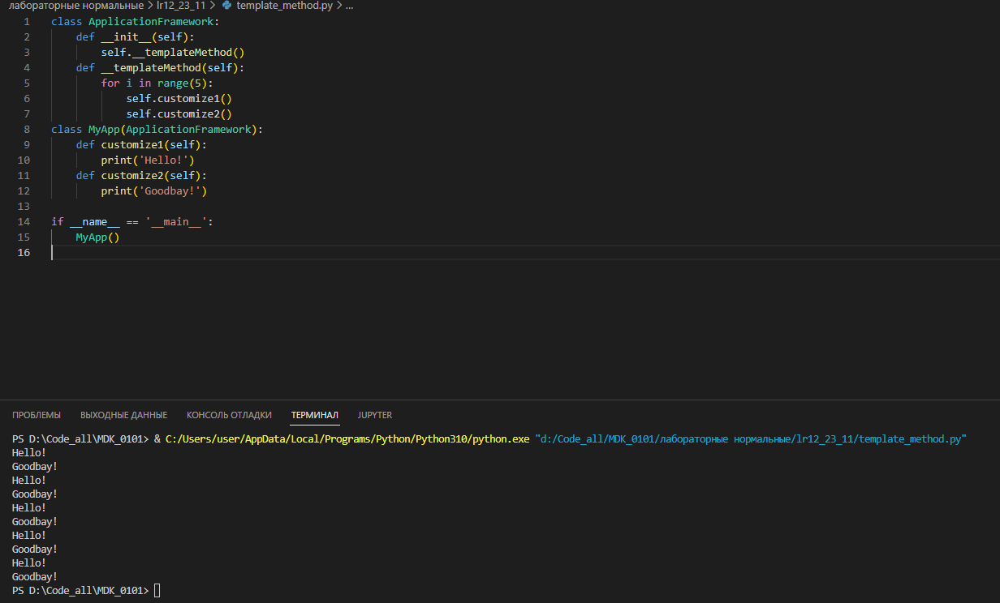 лабораторные нормальные > lr12_23_11 > template_method.py > ...
1 class ApplicationFramework:
2     def __init__(self):
3         self.__templateMethod()
4     def __templateMethod(self):
5         for i in range(5):
6             self.customize1()
7             self.customize2()
8 class MyApp(ApplicationFramework):
9     def customize1(self):
10         print('Hello!')
11     def customize2(self):
12         print('Goodbay!')
13
14 if __name__ == '__main__':
15     MyApp()
16
ПРОБЛЕМЫ ВЫХОДНЫЕ ДАННЫЕ КОНСОЛЬ ОТЛАДКИ ТЕРМИНАЛ JUPYTER
PS D:\Code_all\MDK_0101> & C:/Users/user/AppData/Local/Programs/Python/Python310/python.exe "d:/Code_all/MDK_0101/лабораторные нормальные/lr12_23_11/template_method.py"
Hello!
Goodbay!
Hello!
Goodbay!
Hello!
Goodbay!
Hello!
Goodbay!
Hello!
Goodbay!
PS D:\Code_all\MDK_0101>